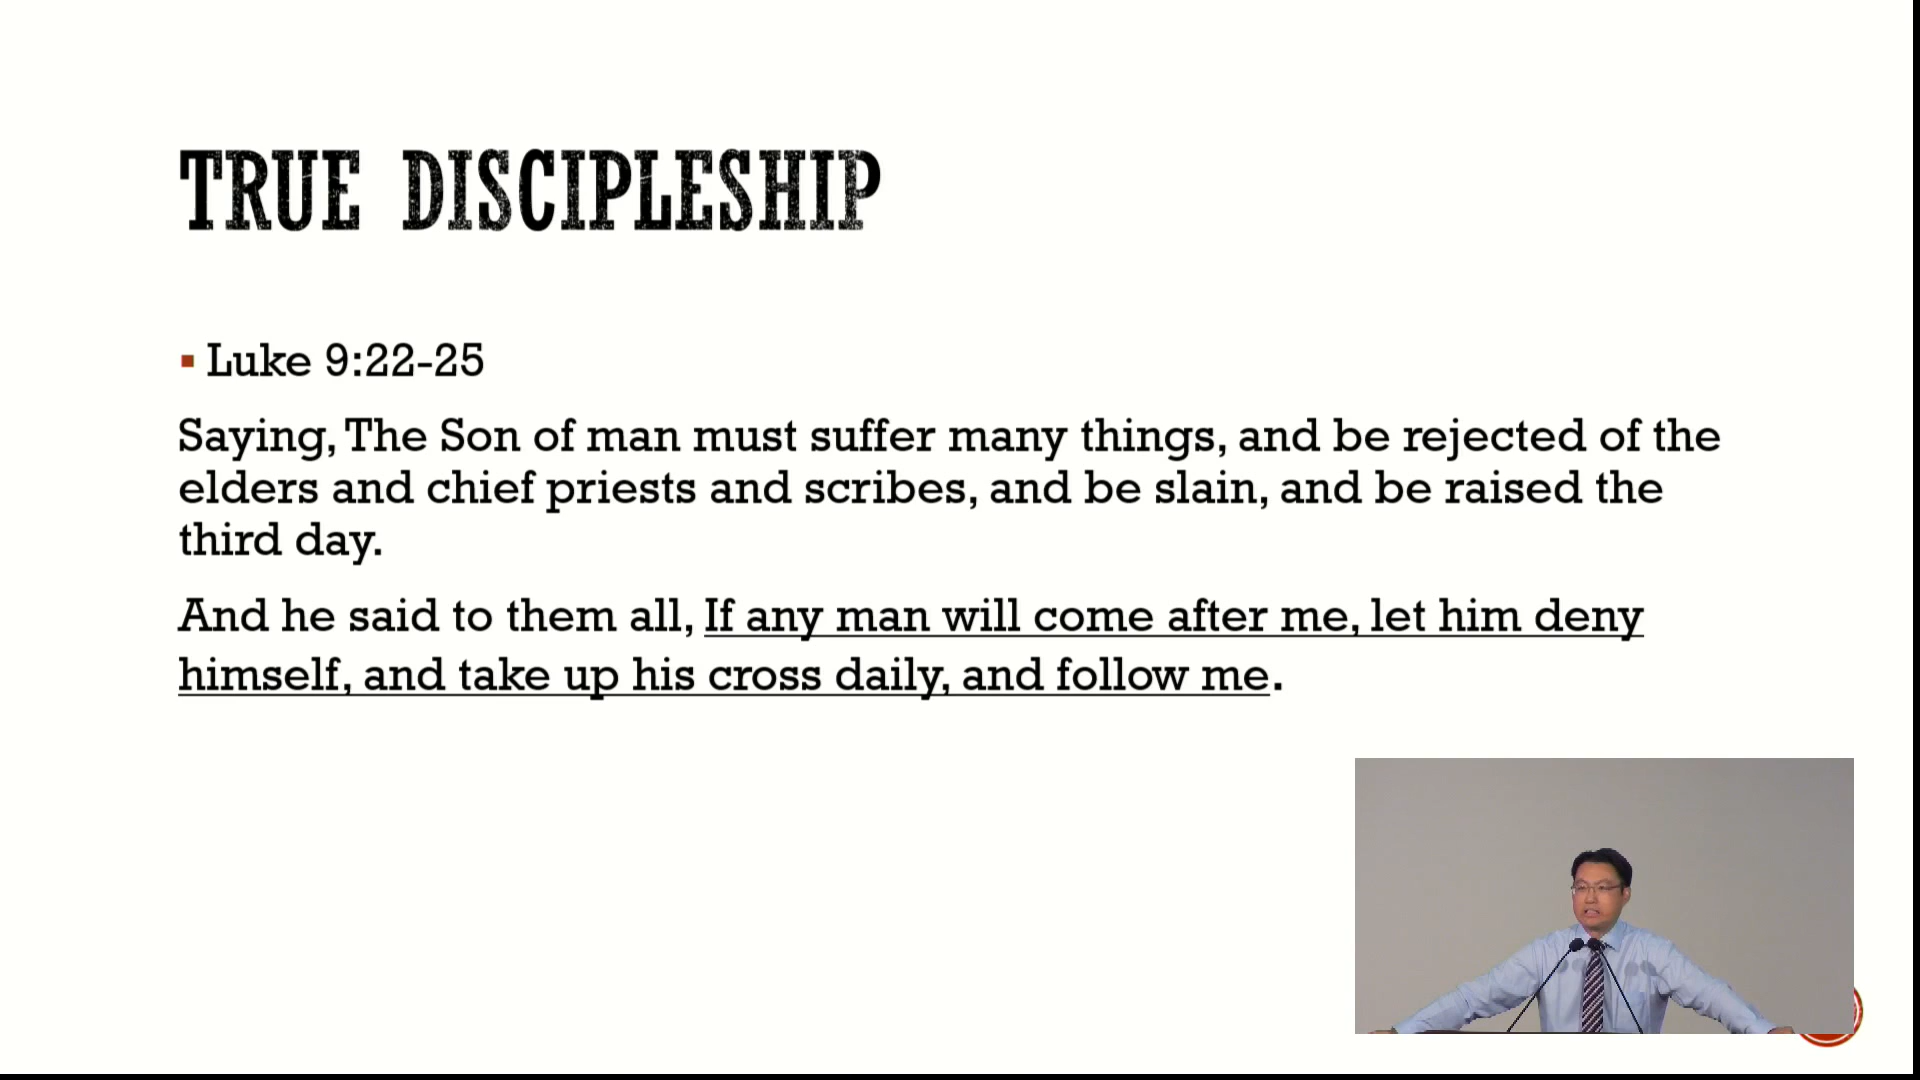 TRUE DISCIPLESHIP
Luke 9:22-25
Saying, The Son of man must suffer many things, and be rejected of the
elders and chief priests and scribes, and be slain, and be raised the
third day.
And he said to them all, If any man will come after me, let him deny
himself, and take up his cross daily, and follow me.